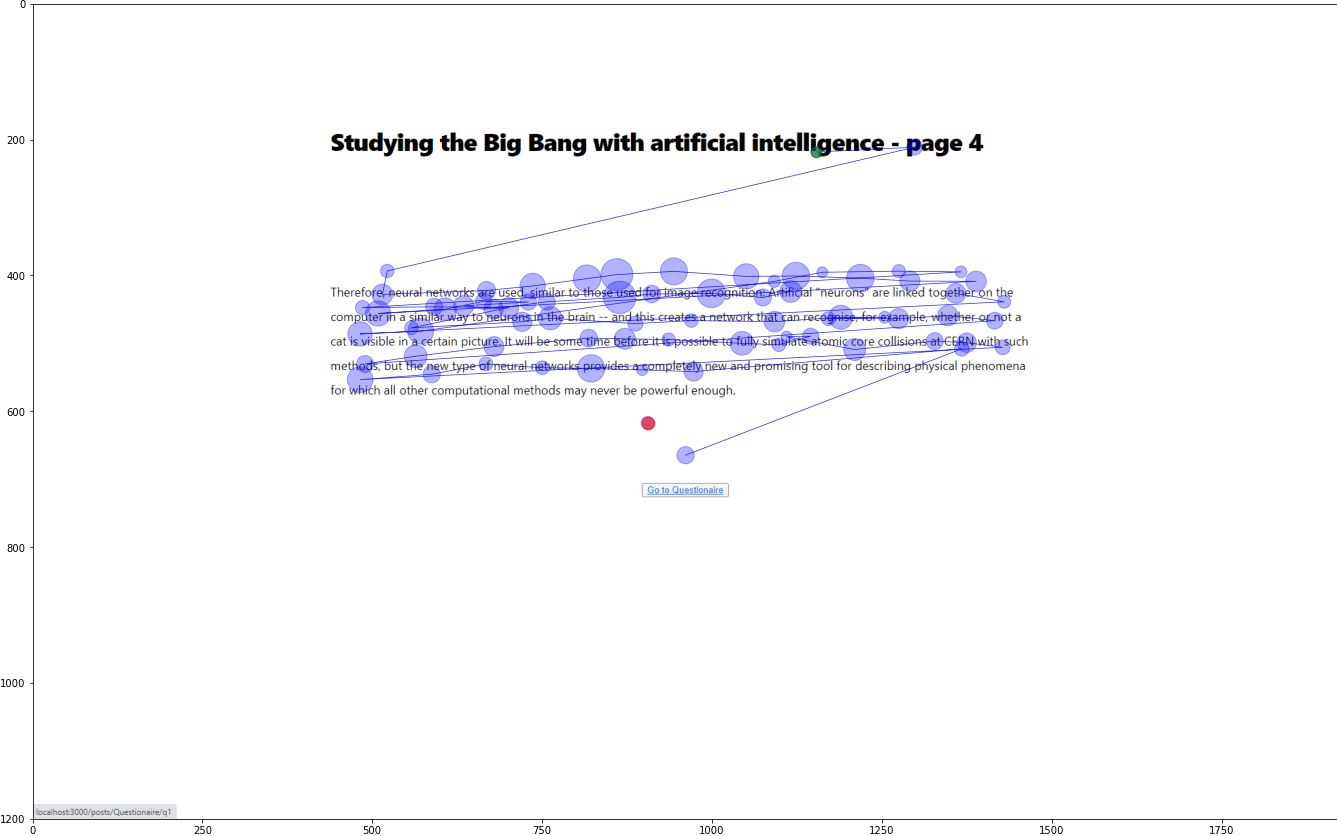 0
200
Studying the Big Bang with artificial intelligence - page 4
400
Therefore, neural networks are used, similar to those used for image recognition. Artificial "neurons" are linked together on the
computer in a similar way to neurons in the brain -- and this creates a network that can recognise, for example, whether or not a
cat is visible in a certain picture. It will be some time before it is possible to fully simulate atomic core collisions at CERN with such
methods, but the new type of neural networks provides a completely new and promising tool for describing physical phenomena
for which all other computational methods may never be powerful enough.
600
Go to Questionaire
800
1000
localhost:3000/posts/Questionaire/q1
1200
0 250 500 750 1000 1250 1500 1750